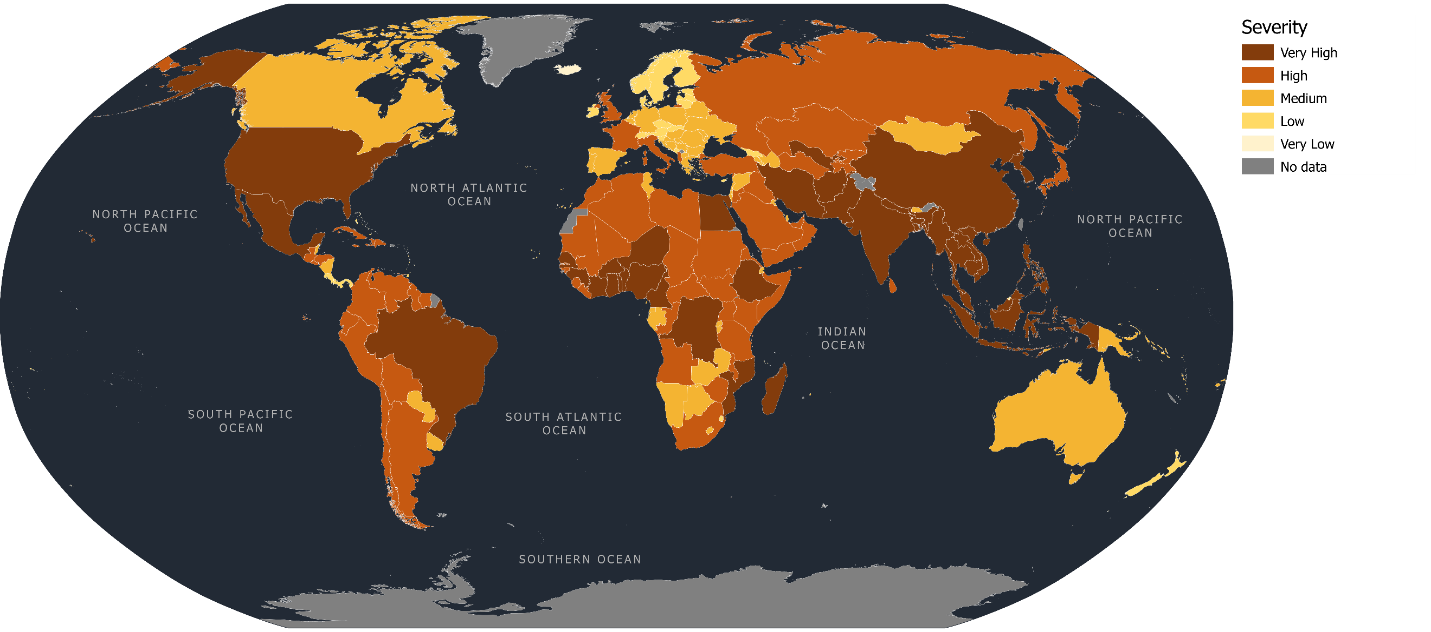 Severity
Very High
High
Medium
Low
Very Low
No data
NORTH ATLANTIC
OCEAN
NORTH PACIFIC
OCEAN
NORTH PACIFIC
OCEAN
INDIAN
OCEAN
SOUTH PACIFIC
OCEAN
SOUTH ATLANTIC
OCEAN
SOUTHERN OCEAN